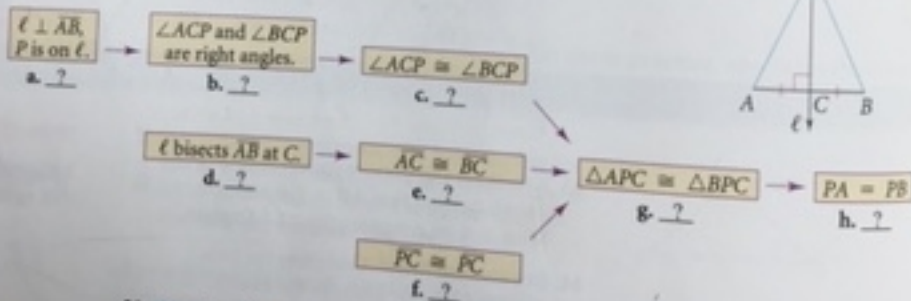 ℓ ⊥ AB,
P is on ℓ.
a. ?
∠ACP and ∠BCP
are right angles.
b. ?
∠ACP ≅ ∠BCP
c. ?
ℓ bisects AB at C.
d. ?
AC ≅ BC
e. ?
PC ≅ PC
f. ?
△APC ≅ △BPC
g. ?
PA = PB
h. ?
A C B
ℓ